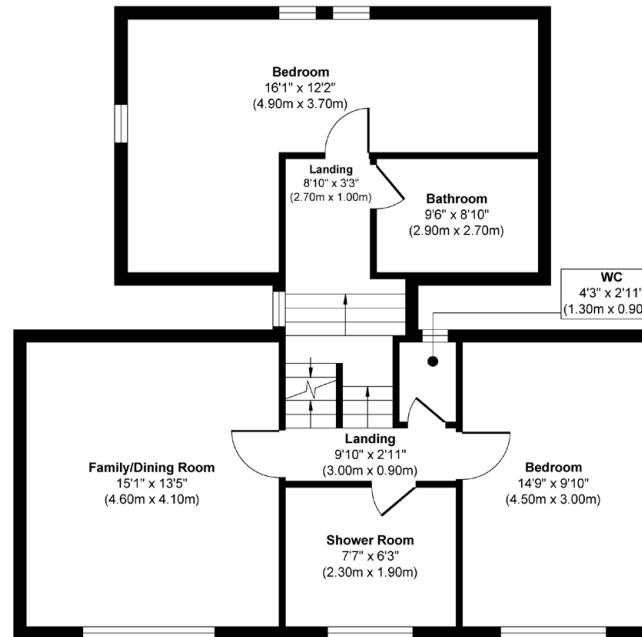 Bedroom
16'1" x 12'2"
(4.90m x 3.70m)
Landing
8'10" x 3'3"
(2.70m x 1.00m)
Bathroom
9'6" x 8'10"
(2.90m x 2.70m)
WC
4'3" x 2'11"
(1.30m x 0.90
Landing
9'10" x 2'11"
(3.00m x 0.90m)
Family/Dining Room
15'1" x 13'5"
(4.60m x 4.10m)
Bedroom
14'9" x 9'10"
(4.50m x 3.00m)
Shower Room
7'7" x 6'3"
(2.30m x 1.90m)